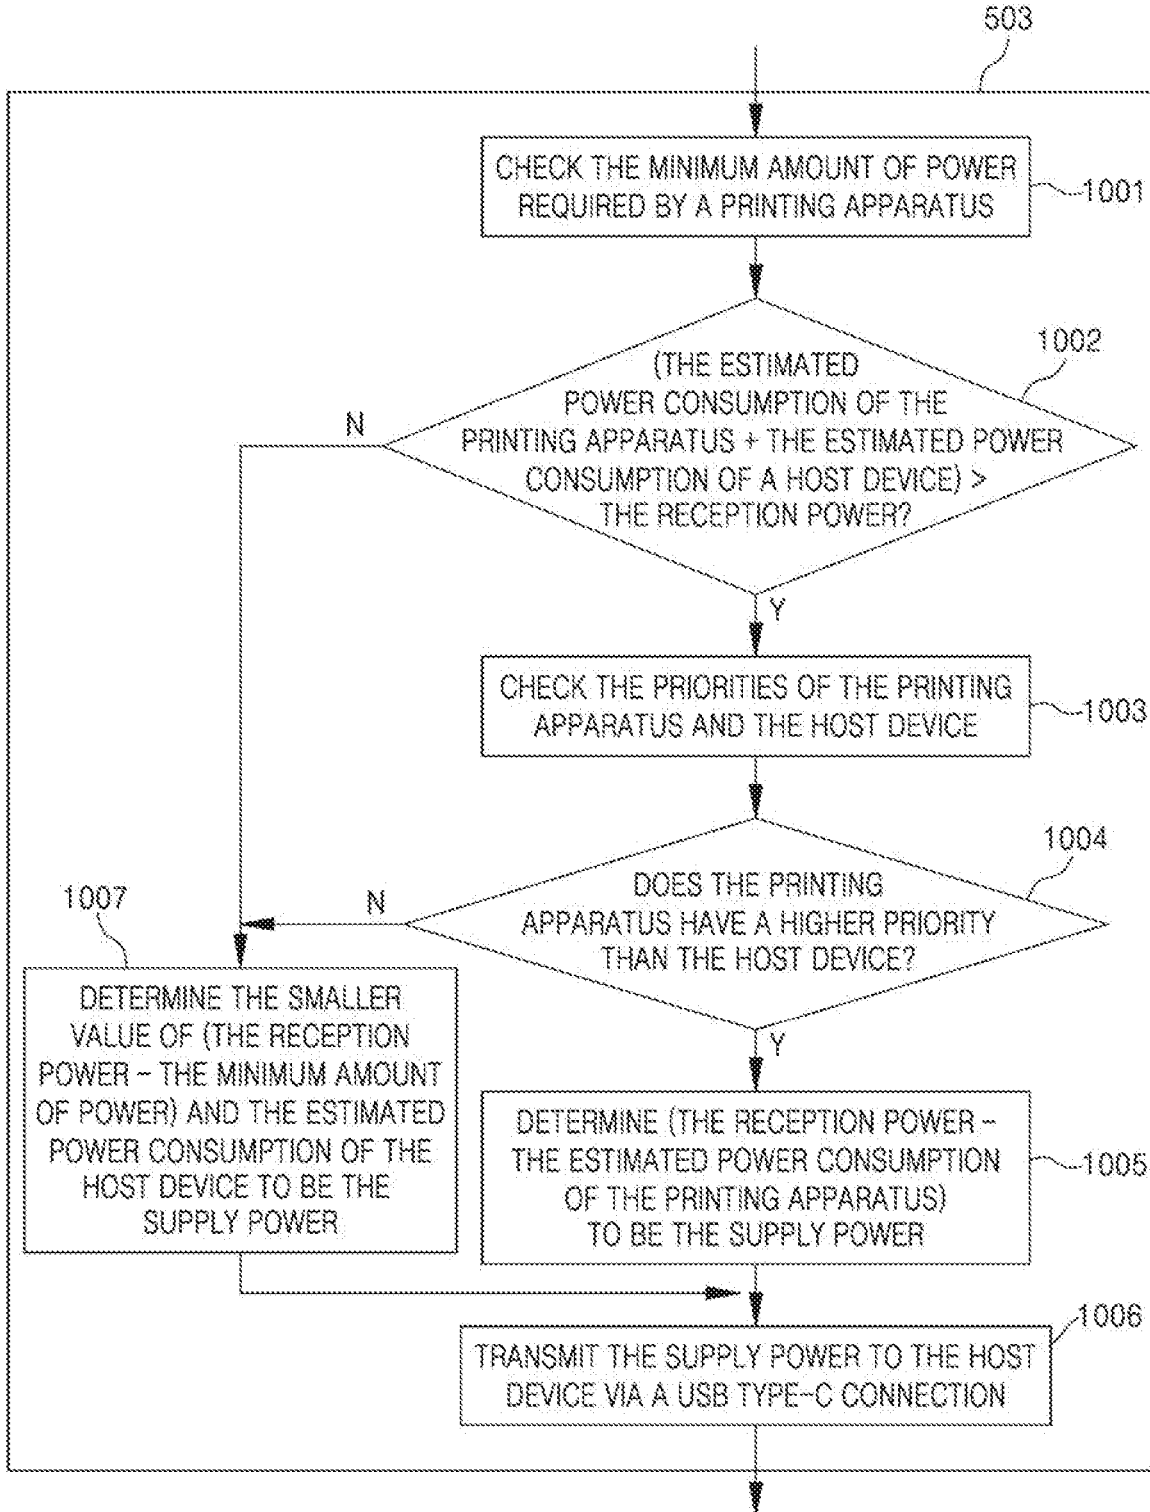 503
CHECK THE MINIMUM AMOUNT OF POWER
REQUIRED BY A PRINTING APPARATUS
1001
1002
(THE ESTIMATED
POWER CONSUMPTION OF THE
PRINTING APPARATUS + THE ESTIMATED POWER
CONSUMPTION OF A HOST DEVICE) >
THE RECEPTION POWER?
N
Y
CHECK THE PRIORITIES OF THE PRINTING
APPARATUS AND THE HOST DEVICE
1003
1004
DOES THE PRINTING
APPARATUS HAVE A HIGHER PRIORITY
THAN THE HOST DEVICE?
N
Y
1007
DETERMINE THE SMALLER
VALUE OF (THE RECEPTION
POWER – THE MINIMUM AMOUNT
OF POWER) AND THE ESTIMATED
POWER CONSUMPTION OF THE
HOST DEVICE TO BE THE
SUPPLY POWER
DETERMINE (THE RECEPTION POWER –
THE ESTIMATED POWER CONSUMPTION
OF THE PRINTING APPARATUS)
TO BE THE SUPPLY POWER
1005
1006
TRANSMIT THE SUPPLY POWER TO THE HOST
DEVICE VIA A USB TYPE-C CONNECTION